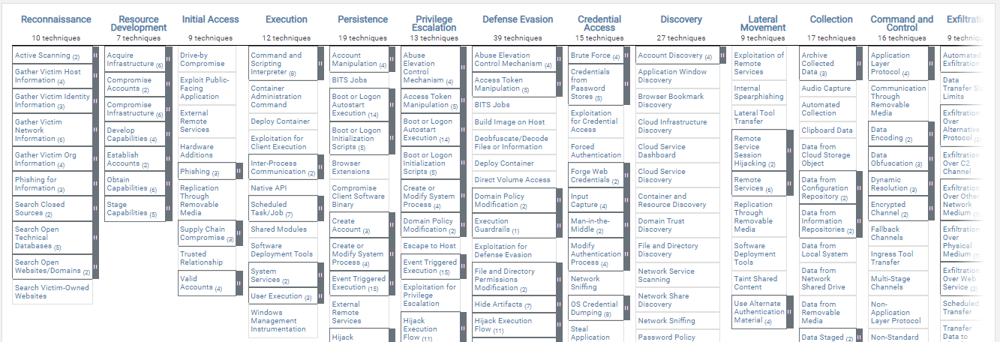 Reconnaissance
10 techniques
Active Scanning (2)
Gather Victim Host
Information (4)
Gather Victim Identity
Information (3)
Gather Victim
Network
Information (6)
Gather Victim Org
Information (4)
Phishing for
Information (3)
Search Closed
Sources (2)
Search Open
Technical
Databases (5)
Search Open
Websites/Domains (2)
Search Victim-Owned
Websites
Resource
Development
7 techniques
Acquire
Infrastructure (6)
Compromise
Accounts (2)
Compromise
Infrastructure (6)
Develop
Capabilities (4)
Establish
Accounts (2)
Obtain
Capabilities (6)
Stage
Capabilities (5)
Initial Access
9 techniques
Drive-by
Compromise
Exploit Public-
Facing
Application
External
Remote
Services
Hardware
Additions
Phishing (3)
Replication
Through
Removable
Media
Supply Chain
Compromise (3)
Trusted
Relationship
Valid
Accounts (4)
Execution
12 techniques
Command and
Scripting
Interpreter (8)
Container
Administration
Command
Deploy Container
Exploitation for
Client Execution
Inter-Process
Communication (2)
Native API
Scheduled
Task/Job (7)
Shared Modules
Software
Deployment Tools
System
Services (2)
User Execution (3)
Windows
Management
Instrumentation
Persistence
19 techniques
Account
Manipulation (4)
BITS Jobs
Boot or Logon
Autostart
Execution (14)
Boot or Logon
Initialization
Scripts (5)
Browser
Extensions
Compromise
Client Software
Binary
Create
Account (3)
Create or
Modify System
Process (4)
Event Triggered
Execution (15)
External
Remote
Services
Hijack
Privilege
Escalation
13 techniques
Abuse
Elevation
Control
Mechanism (4)
Access Token
Manipulation (5)
Boot or Logon
Autostart
Execution (14)
Boot or Logon
Initialization
Scripts (5)
Create or
Modify System
Process (4)
Domain Policy
Modification (2)
Escape to Host
Event Triggered
Execution (15)
Exploitation for
Privilege
Escalation
Hijack
Execution
Flow (11)
Defense Evasion
39 techniques
Abuse Elevation
Control Mechanism (4)
Access Token
Manipulation (5)
BITS Jobs
Build Image on Host
Deobfuscate/Decode
Files or Information
Deploy Container
Direct Volume Access
Domain Policy
Modification (2)
Execution
Guardrails (1)
Exploitation for
Defense Evasion
File and Directory
Permissions
Modification (2)
Hide Artifacts (7)
Hijack Execution
Flow (11)
Credential
Access
15 techniques
Brute Force (4)
Credentials
from
Password
Stores (5)
Exploitation
for Credential
Access
Forced
Authentication
Forge Web
Credentials (2)
Input
Capture (4)
Man-in-the-
Middle (2)
Modify
Authentication
Process (4)
Network
Sniffing
OS Credential
Dumping (8)
Steal
Application
Discovery
27 techniques
Account Discovery (4)
Application Window
Discovery
Browser Bookmark
Discovery
Cloud Infrastructure
Discovery
Cloud Service
Dashboard
Cloud Service
Discovery
Container and
Resource Discovery
Domain Trust
Discovery
File and Directory
Discovery
Network Service
Scanning
Network Share
Discovery
Network Sniffing
Password Policy
Lateral
Movement
9 techniques
Exploitation of
Remote
Services
Internal
Spearphishing
Lateral Tool
Transfer
Remote
Service
Session
Hijacking (2)
Remote
Services (6)
Replication
Through
Removable
Media
Software
Deployment
Tools
Taint Shared
Content
Use Alternate
Authentication
Material (4)
Collection
17 techniques
Archive
Collected
Data (3)
Audio Capture
Automated
Collection
Clipboard Data
Data from
Cloud Storage
Object
Data from
Configuration
Repository (2)
Data from
Information
Repositories (2)
Data from
Local System
Data from
Network
Shared Drive
Data from
Removable
Media
Data Staged (2)
Command and
Control
16 techniques
Application
Layer
Protocol (4)
Communication
Through
Removable
Media
Data
Encoding (2)
Data
Obfuscation (3)
Dynamic
Resolution (3)
Encrypted
Channel (2)
Fallback
Channels
Ingress Tool
Transfer
Multi-Stage
Channels
Non-
Application
Layer Protocol
Non-Standard
Exfiltratio
9 techniqu
Automated
Exfiltration
Data
Transfer Size
Limits
Exfiltration
Over
Alternative
Protocol (3)
Exfiltration
Over C2
Channel
Exfiltration
Over Other
Network
Medium (1)
Exfiltration
Over
Physical
Medium (1)
Exfiltration
Over Web
Service (2)
Scheduled
Transfer
Transfer
Data to